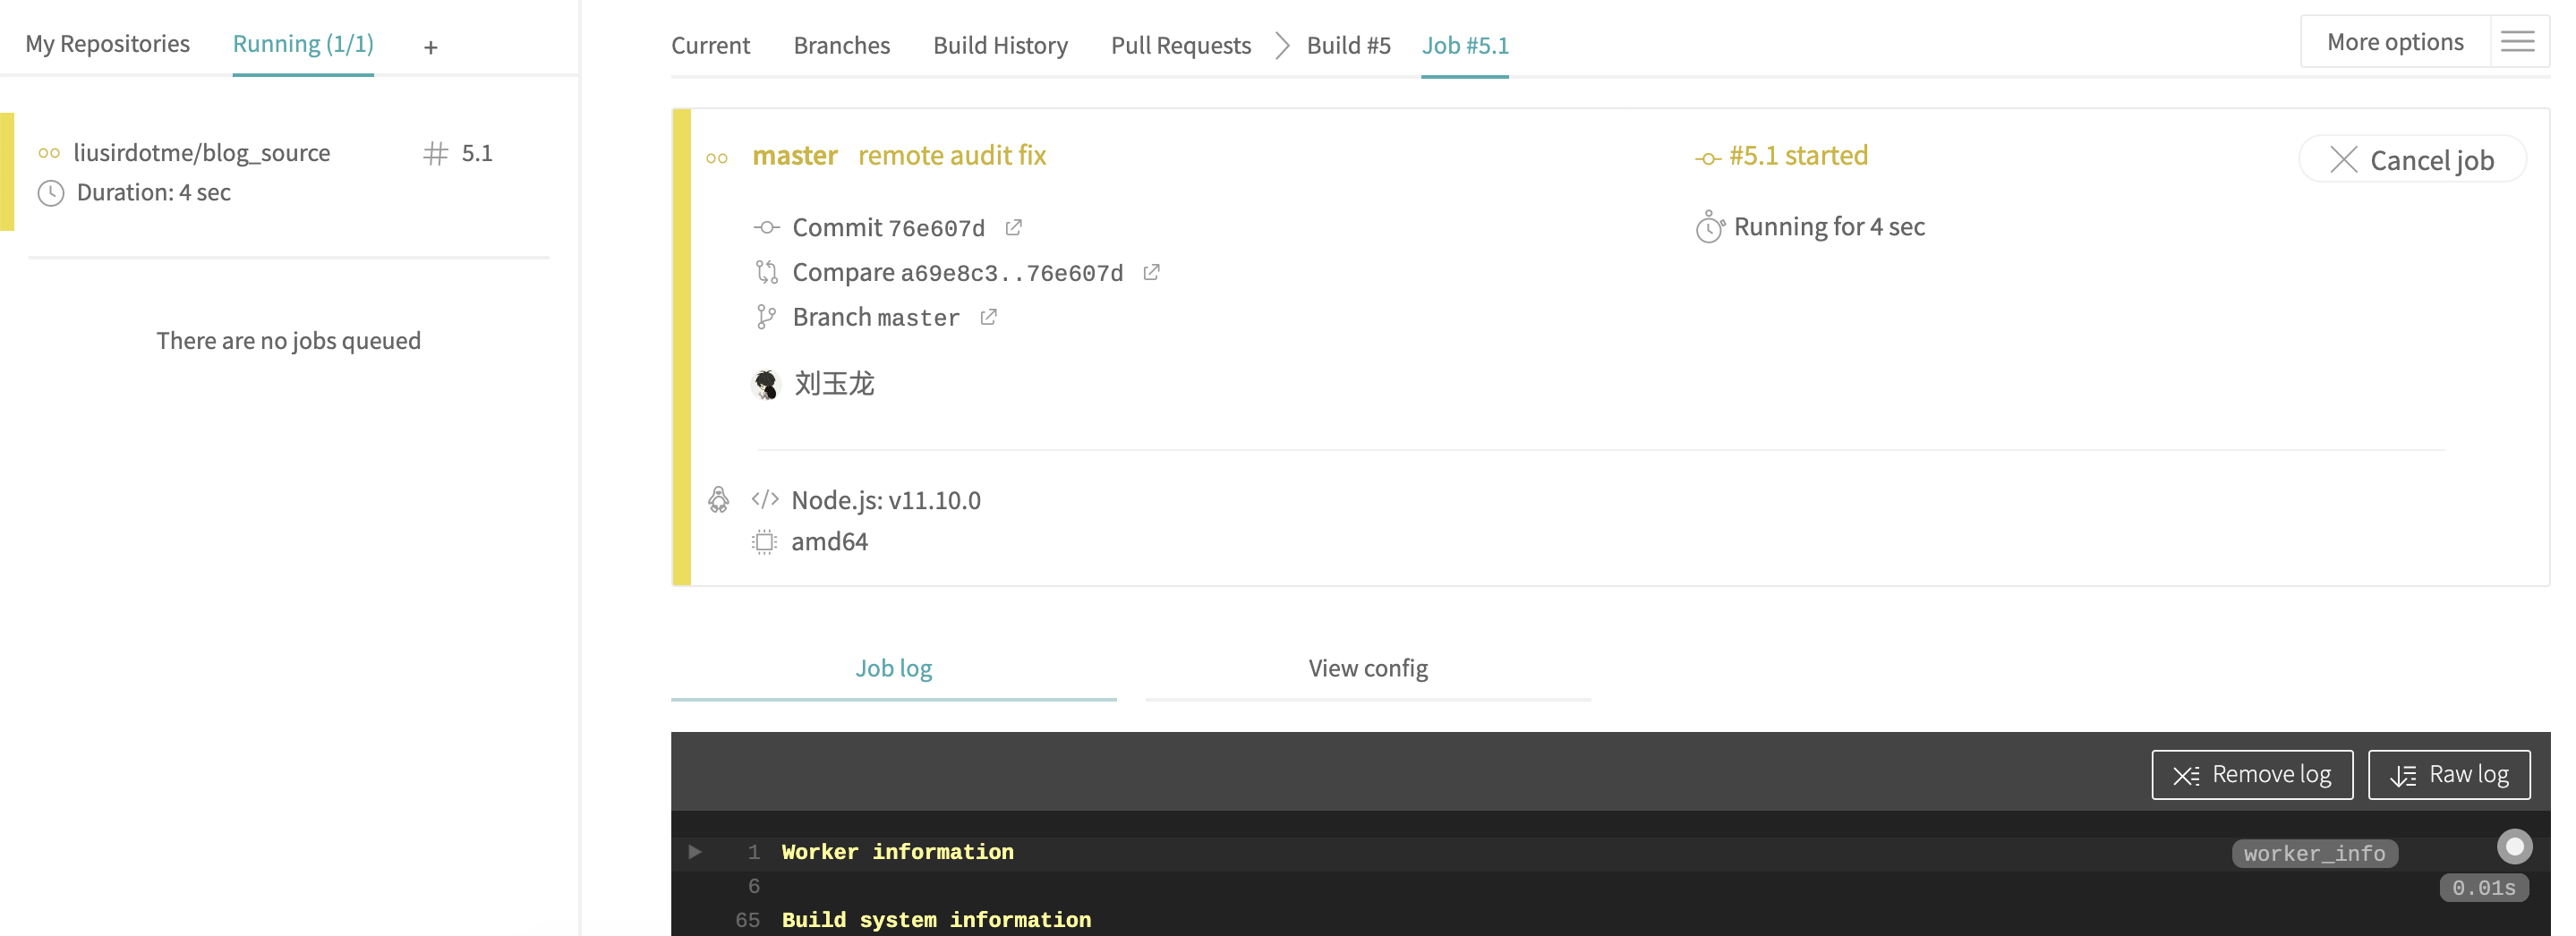 My Repositories Running (1/1) +
liusirdotme/blog_source # 5.1
Duration: 4 sec
There are no jobs queued
Current Branches Build History Pull Requests Build #5 Job #5.1
More options
master remote audit fix
#5.1 started
Cancel job
Commit 76e607d
Running for 4 sec
Compare a69e8c3..76e607d
Branch master
刘玉龙
</> Node.js: v11.10.0
amd64
Job log View config
Remove log Raw log
1 Worker information worker_info
6 0.01s
65 Build system information